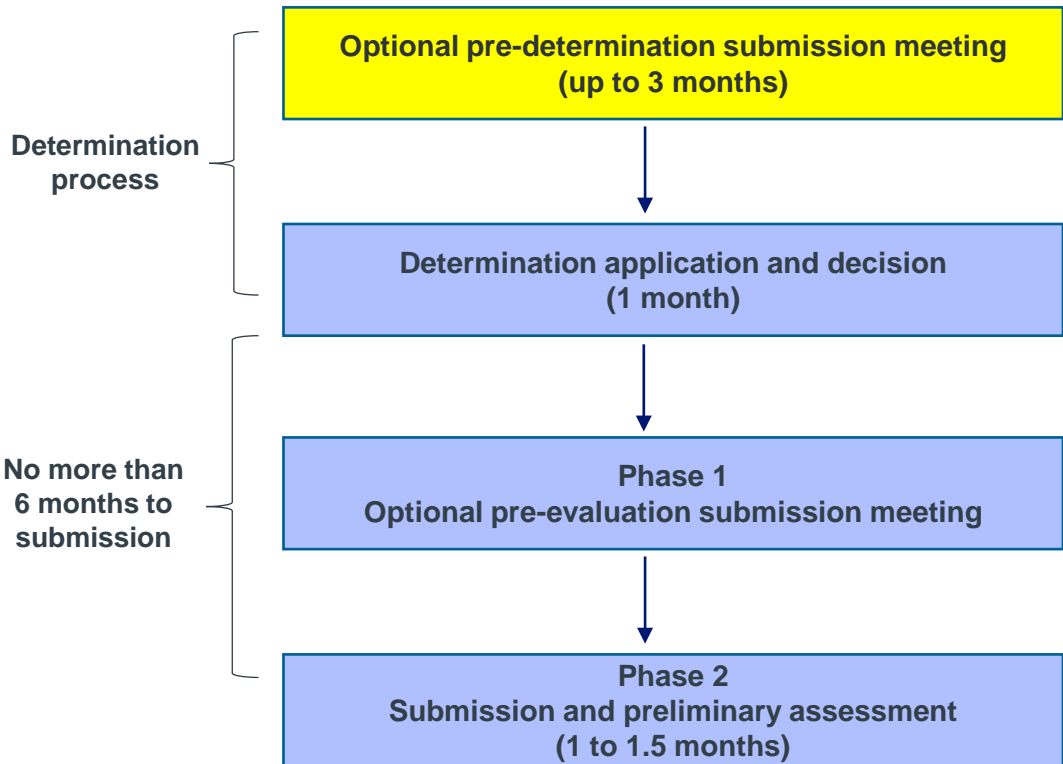 Optional pre-determination submission meeting
(up to 3 months)
Determination
process
Determination application and decision
(1 month)
No more than
6 months to
submission
Phase 1
Optional pre-evaluation submission meeting
Phase 2
Submission and preliminary assessment
(1 to 1.5 months)